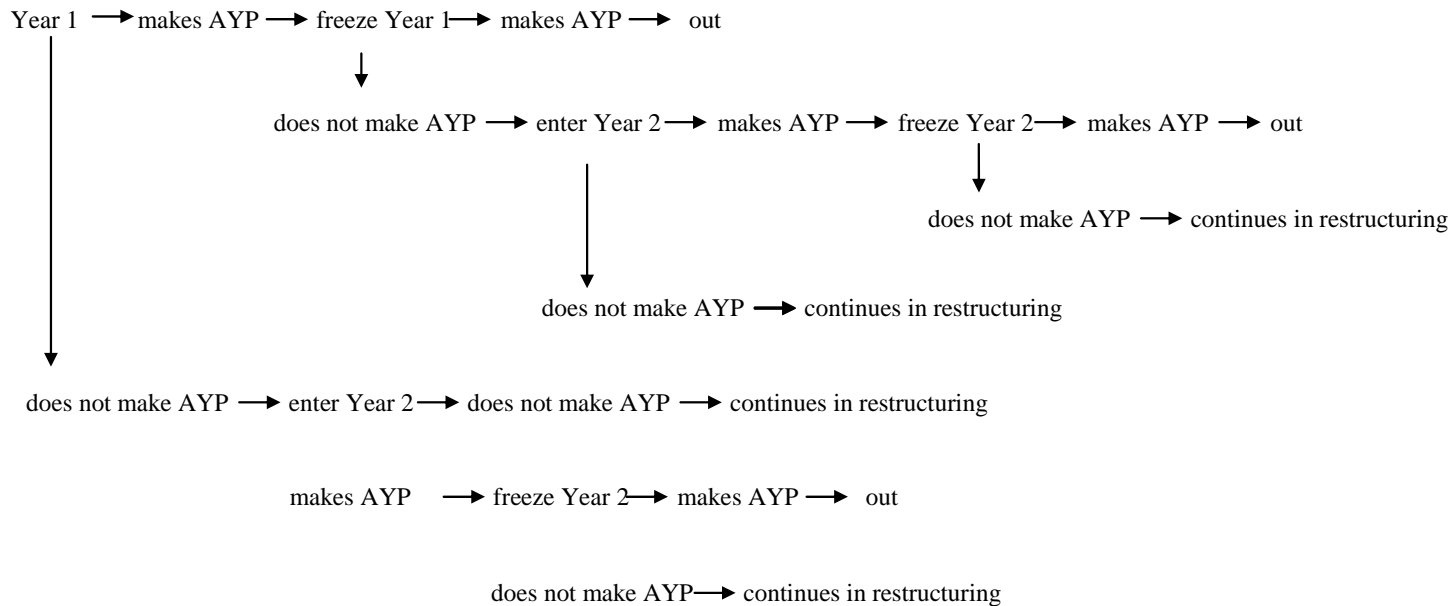 Year 1 makes AYP freeze Year 1 makes AYP out
does not make AYP enter Year 2 makes AYP freeze Year 2 makes AYP out
does not make AYP continues in restructuring
does not make AYP continues in restructuring
does not make AYP enter Year 2 does not make AYP continues in restructuring
makes AYP freeze Year 2 makes AYP out
does not make AYP continues in restructuring